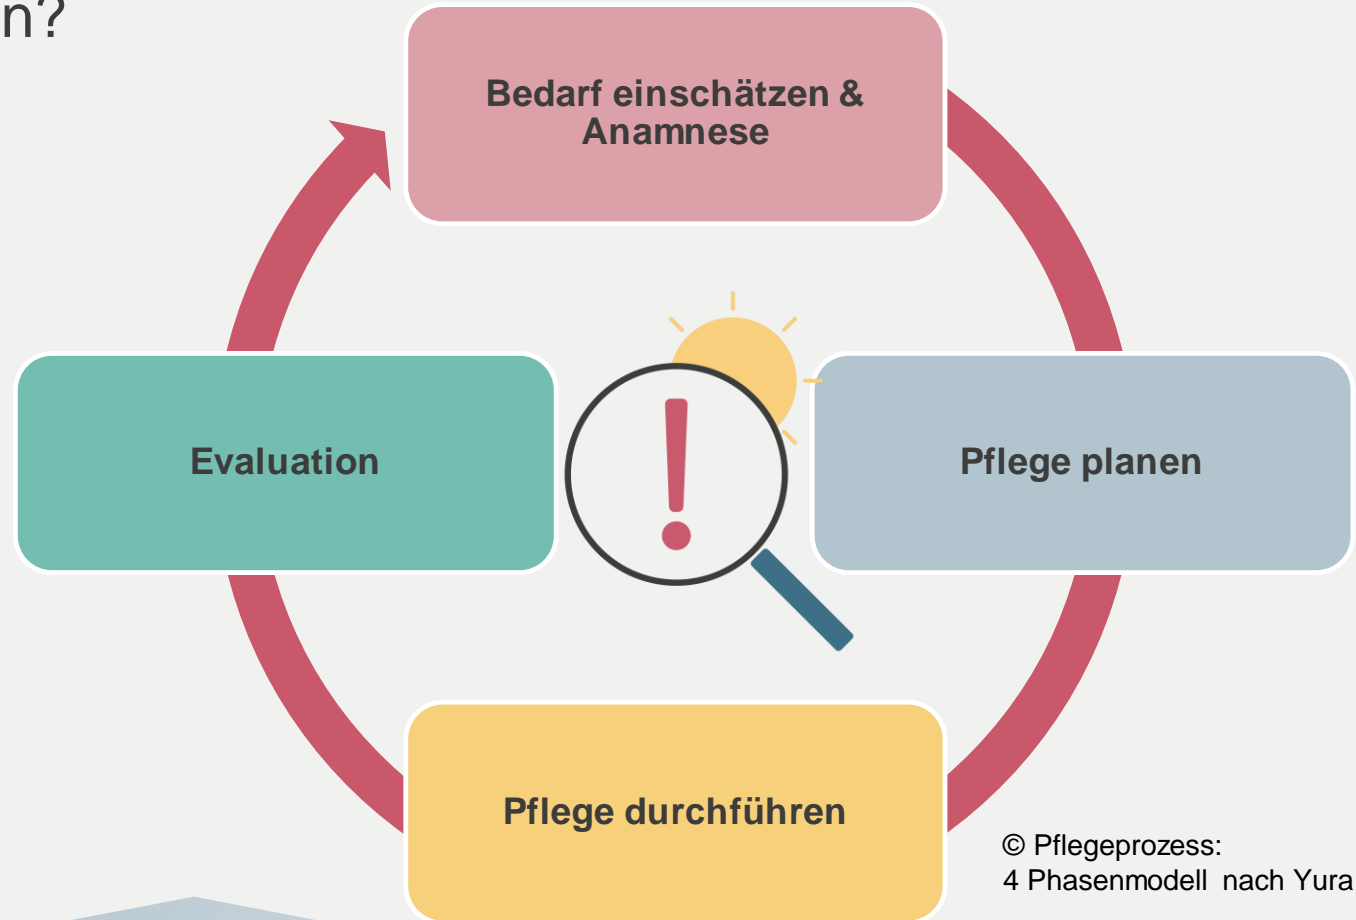 n?
Bedarf einschätzen &
Anamnese
Evaluation
Pflege planen
Pflege durchführen
© Pflegeprozess:
4 Phasenmodell nach Yura